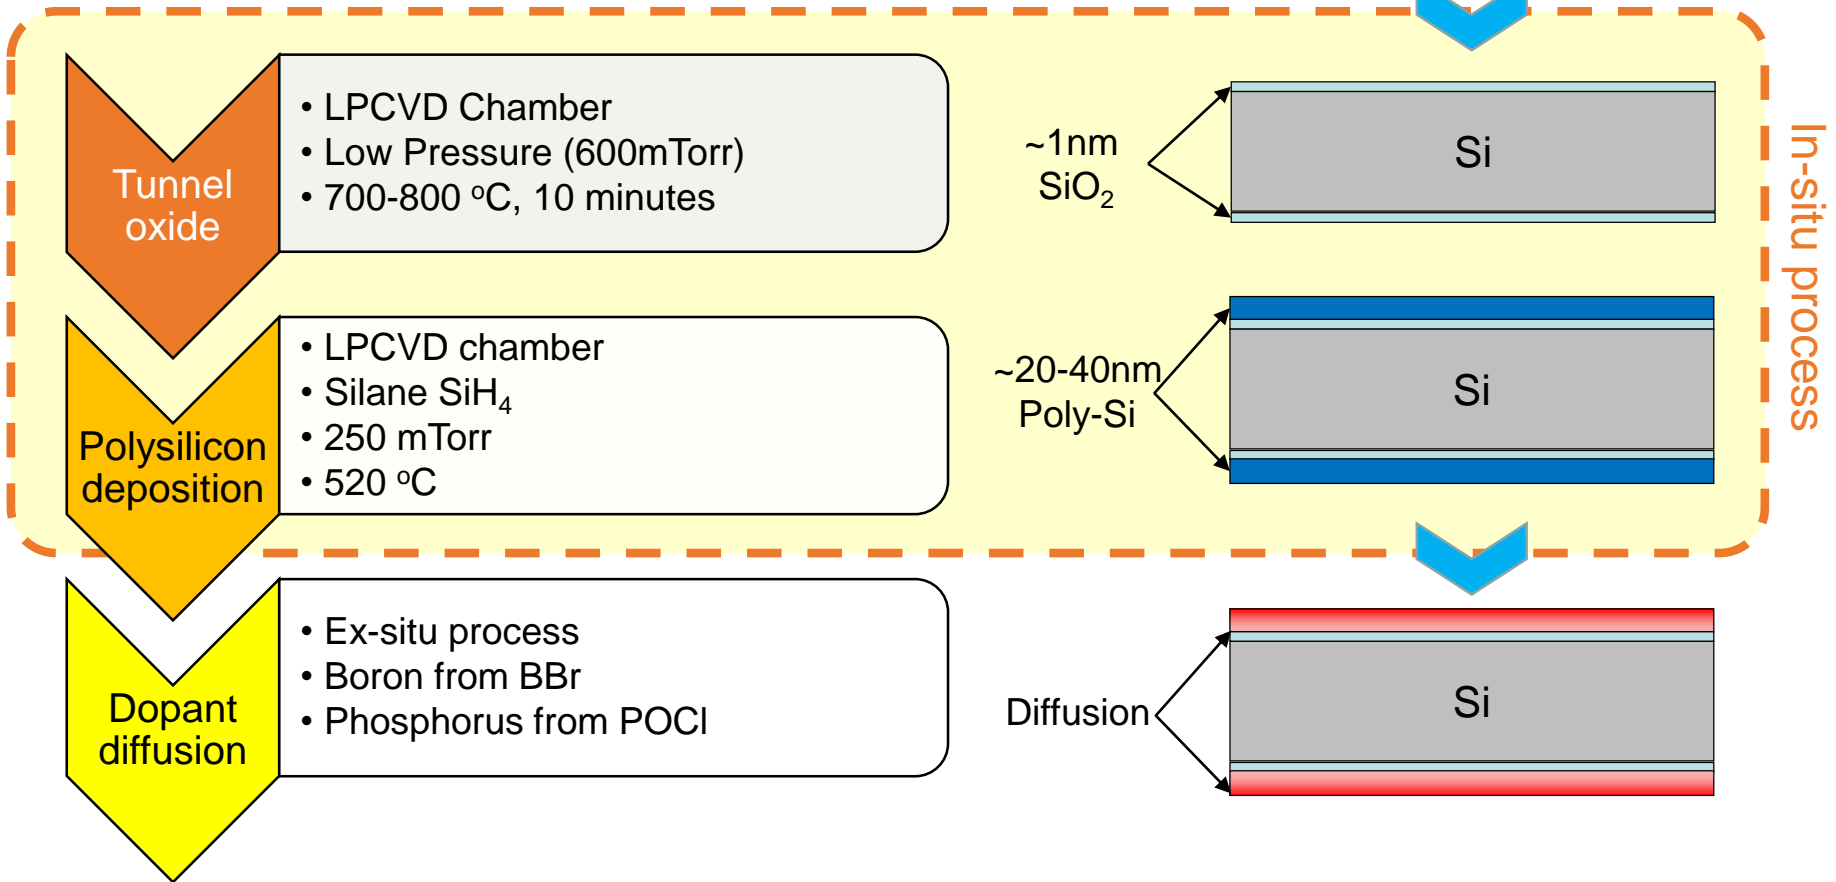 Tunnel
oxide
• LPCVD Chamber
• Low Pressure (600mTorr)
• 700-800 ºC, 10 minutes
~1nm
SiO₂
Si
In-situ process
Polysilicon
deposition
• LPCVD chamber
• Silane SiH₄
• 250 mTorr
• 520 ºC
~20-40nm
Poly-Si
Si
Dopant
diffusion
• Ex-situ process
• Boron from BBr
• Phosphorus from POCl
Diffusion
Si